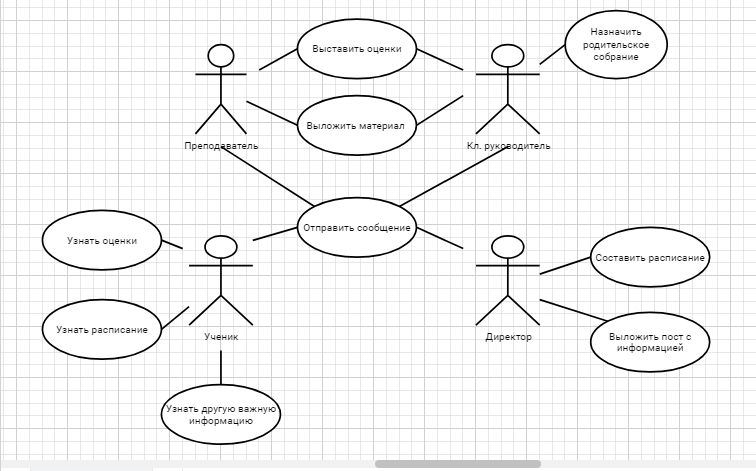 Назначить
родительское
собрание
Выставить оценки
Выложить материал
Преподаватель
Кл. руководитель
Отправить сообщение
Узнать оценки
Составить расписание
Узнать расписание
Ученик
Директор
Выложить пост с
информацией
Узнать другую важную
информацию